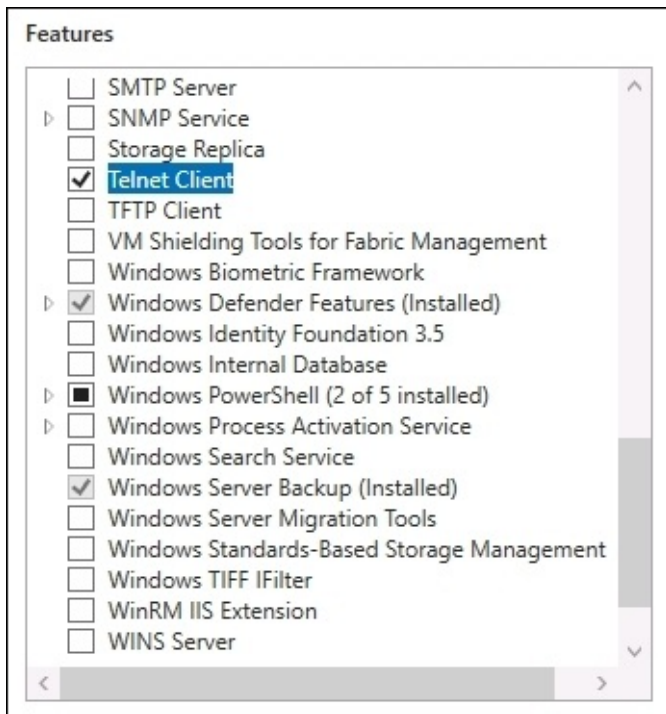 Features
SMTP Server
SNMP Service
Storage Replica
Telnet Client
TFTP Client
VM Shielding Tools for Fabric Management
Windows Biometric Framework
Windows Defender Features (Installed)
Windows Identity Foundation 3.5
Windows Internal Database
Windows PowerShell (2 of 5 installed)
Windows Process Activation Service
Windows Search Service
Windows Server Backup (Installed)
Windows Server Migration Tools
Windows Standards-Based Storage Management
Windows TIFF IFilter
WinRM IIS Extension
WINS Server